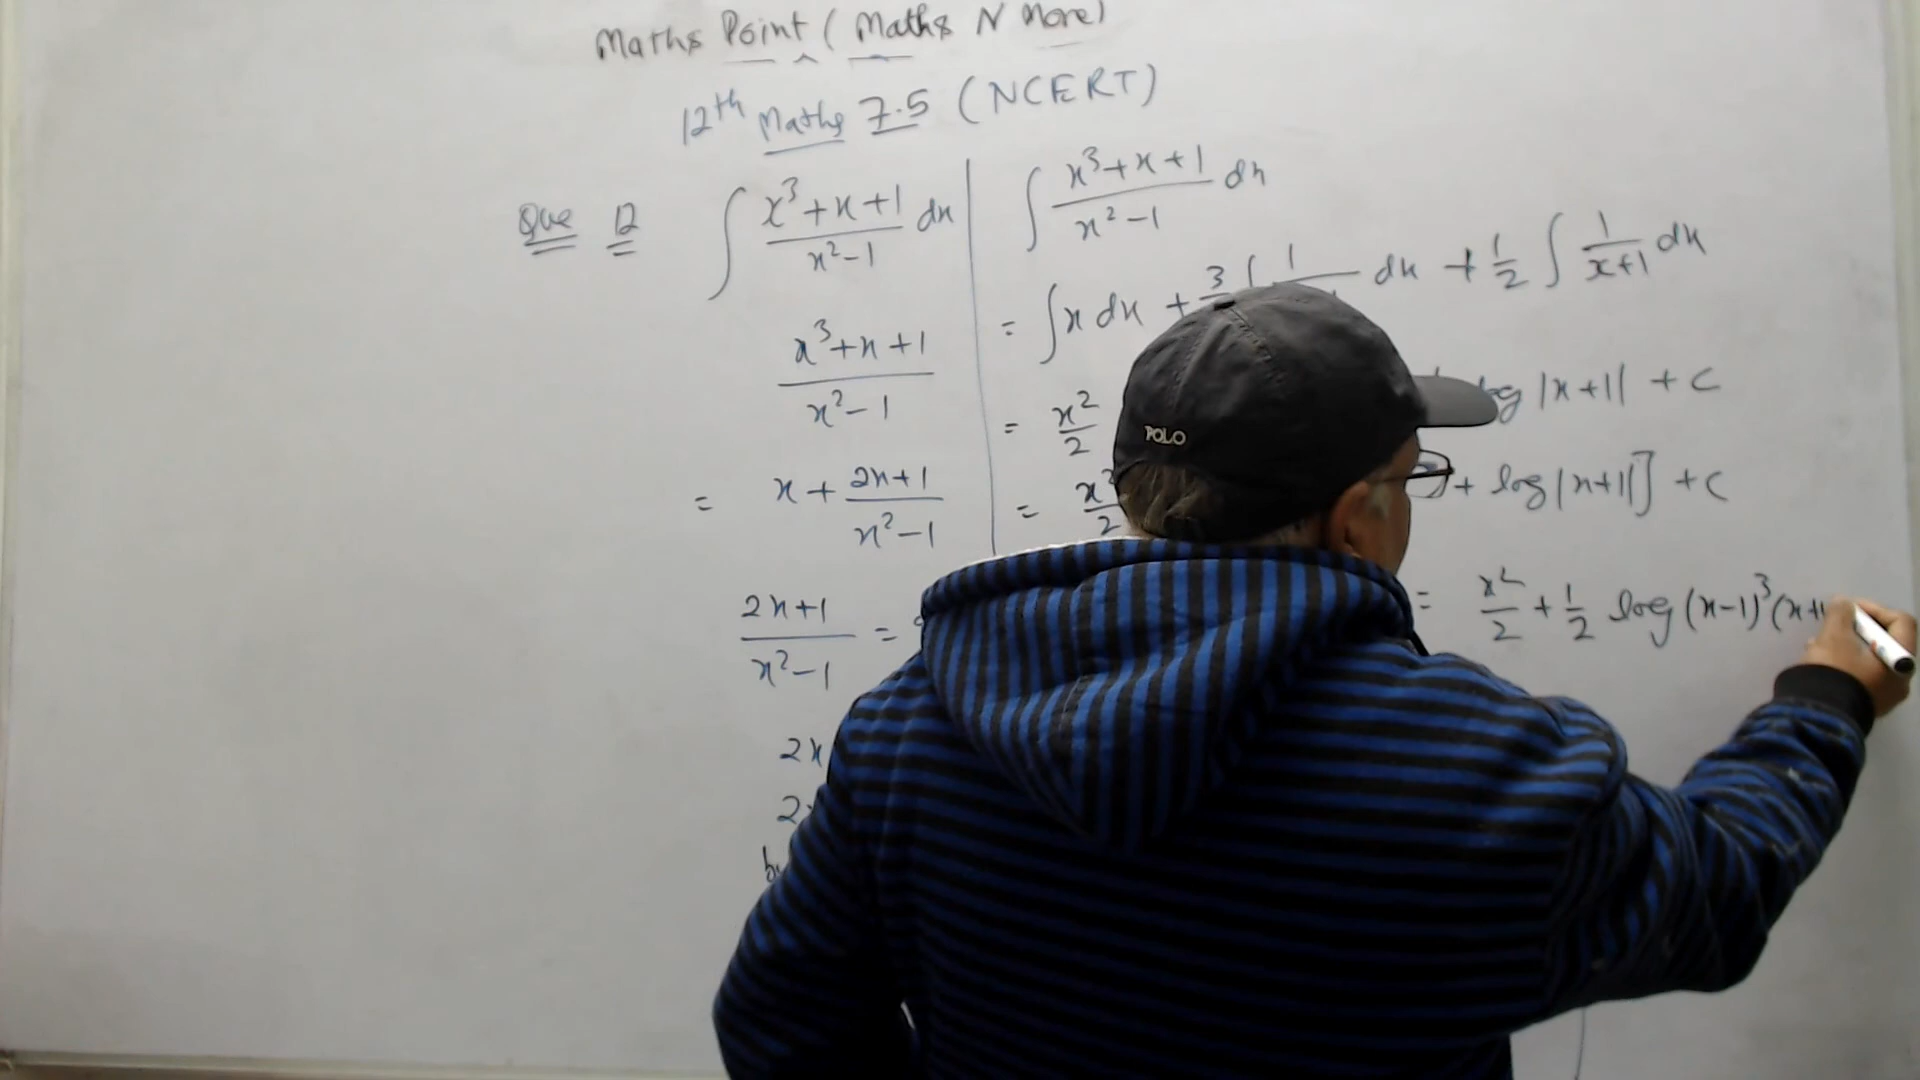 Maths Point ( Maths N More)
12th Maths 7.5 (NCERT)
Que 12 ∫ x³+x+1 / x²-1 dx
x³+x+1 / x²-1
= x + 2x+1 / x²-1
2x+1 / x²-1 =
2x
2x
∫ x³+x+1 / x²-1 dx
= ∫x dx + 3 ∫ 1 dx + 1/2 ∫ 1/x+1 dx
= x²/2 log |x+1| + c
= x²/2 + log|x+1|] + c
= x²/2 + 1/2 log (x-1)³(x+1
POLO